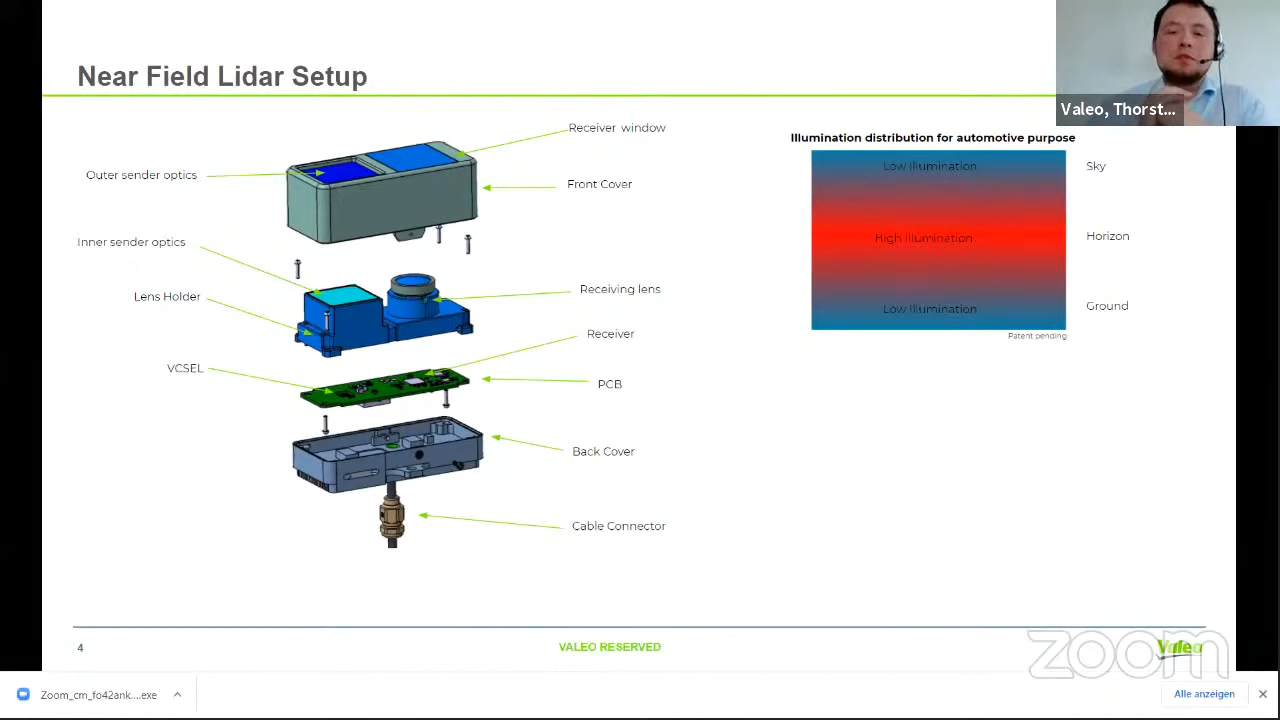 Near Field Lidar Setup
Valeo, Thorst...
Receiver window
Outer sender optics
Front Cover
Inner sender optics
Lens Holder
Receiving lens
Receiver
VCSEL
PCB
Back Cover
Cable Connector
Illumination distribution for automotive purpose
Low Illumination
Sky
High Illumination
Horizon
Low Illumination
Ground
Patent pending
4
VALEO RESERVED
Valeo
zoom
Zoom_cm_fo42ank....exe
Alle anzeigen